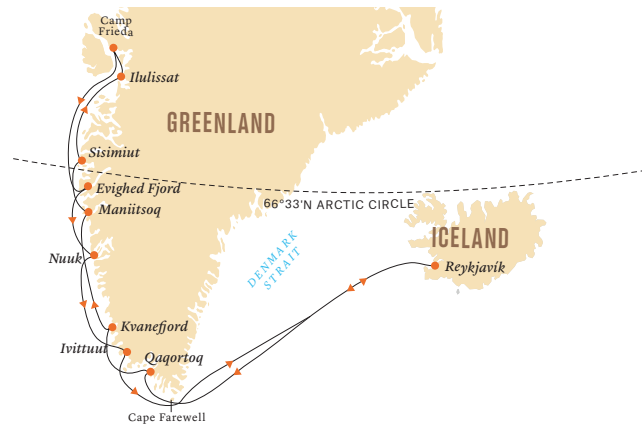 Camp
Frieda
Ilulissat
GREENLAND
Sisimiut
Evighed Fjord
66°33'N ARCTIC CIRCLE
Maniitsoq
ICELAND
DENMARK
STRAIT
Nuuk
Reykjavík
Kvanefjord
Ivittuut
Qaqortoq
Cape Farewell